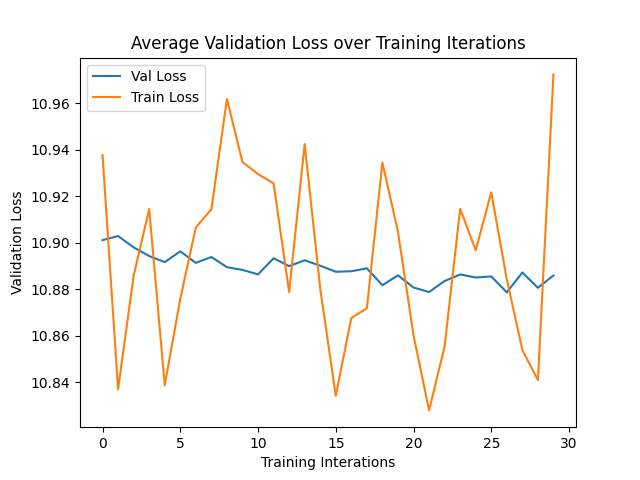 Average Validation Loss over Training Iterations
Val Loss
Train Loss
Validation Loss
10.96
10.94
10.92
10.90
10.88
10.86
10.84
0 5 10 15 20 25 30
Training Interations